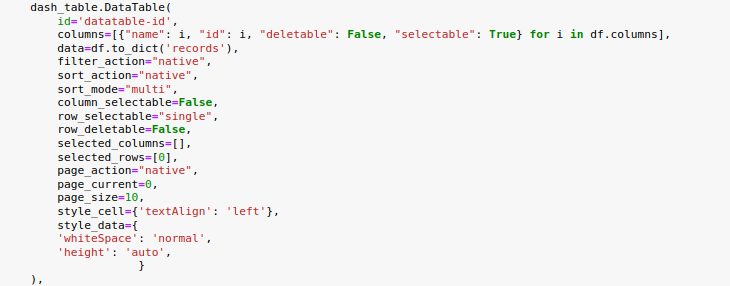 dash_table.DataTable(
    id='datatable-id',
    columns=[{"name": i, "id": i, "deletable": False, "selectable": True} for i in df.columns],
    data=df.to_dict('records'),
    filter_action="native",
    sort_action="native",
    sort_mode="multi",
    column_selectable=False,
    row_selectable="single",
    row_deletable=False,
    selected_columns=[],
    selected_rows=[0],
    page_action="native",
    page_current=0,
    page_size=10,
    style_cell={'textAlign': 'left'},
    style_data={
    'whiteSpace': 'normal',
    'height': 'auto',
                }
),